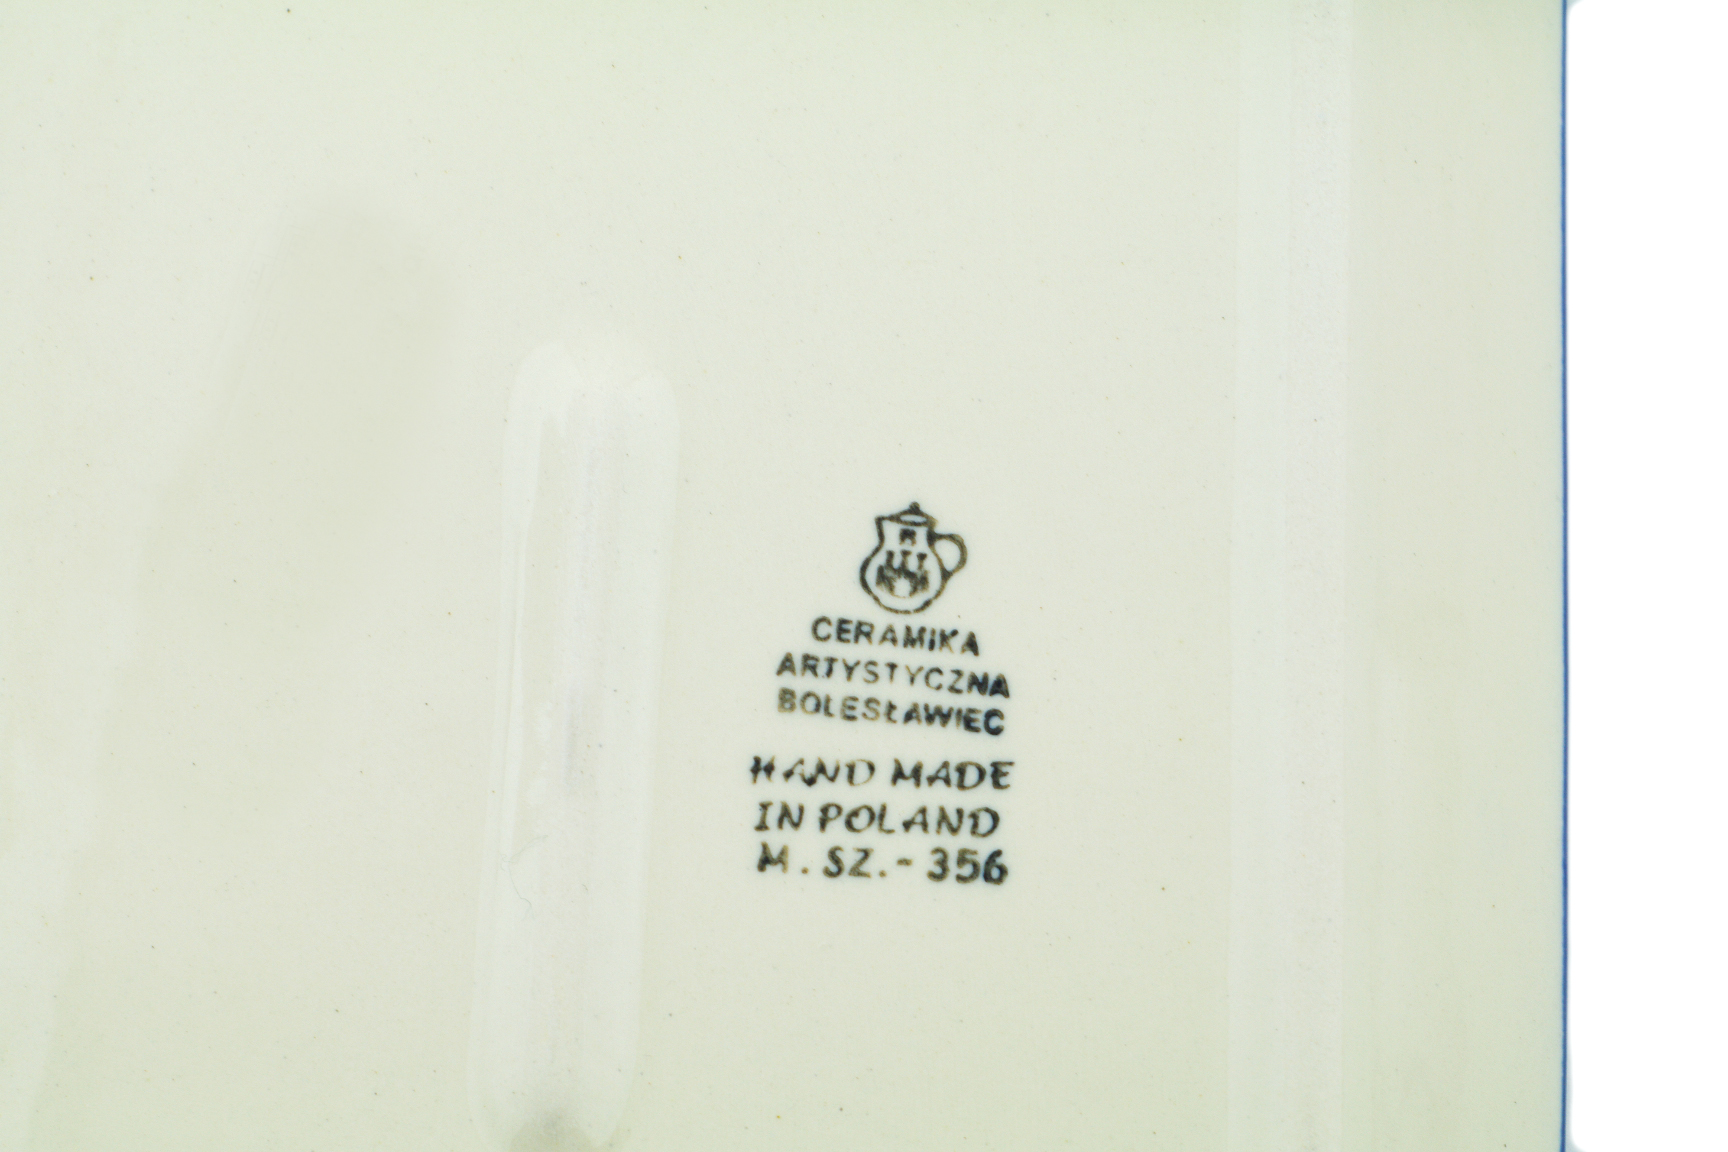 CERAMIKA
ARTYSTYCZNA
BOLESŁAWIEC
HAND MADE
IN POLAND
M. SZ.- 356